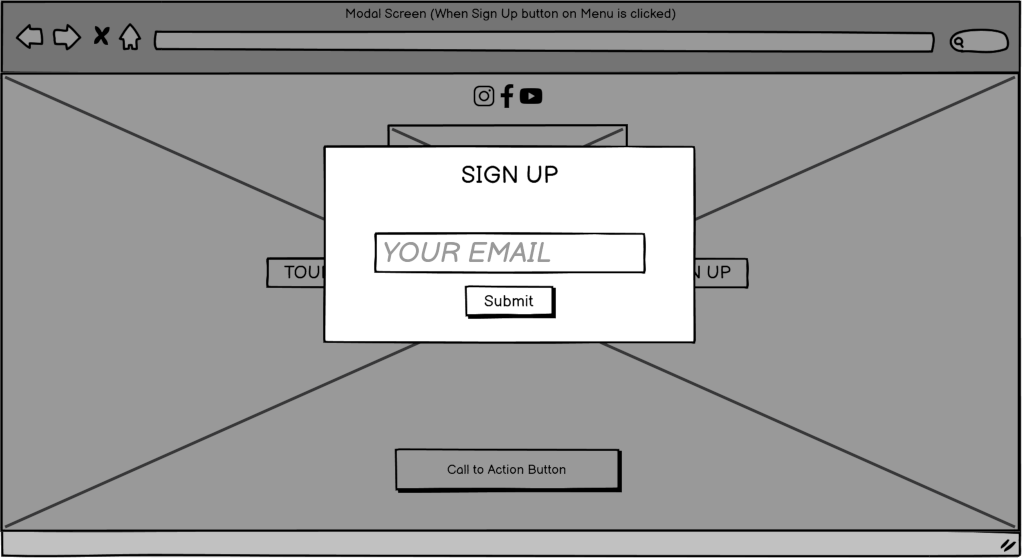 Modal Screen (When Sign Up button on Menu is clicked)
SIGN UP
YOUR EMAIL
UP
Submit
Call to Action Button